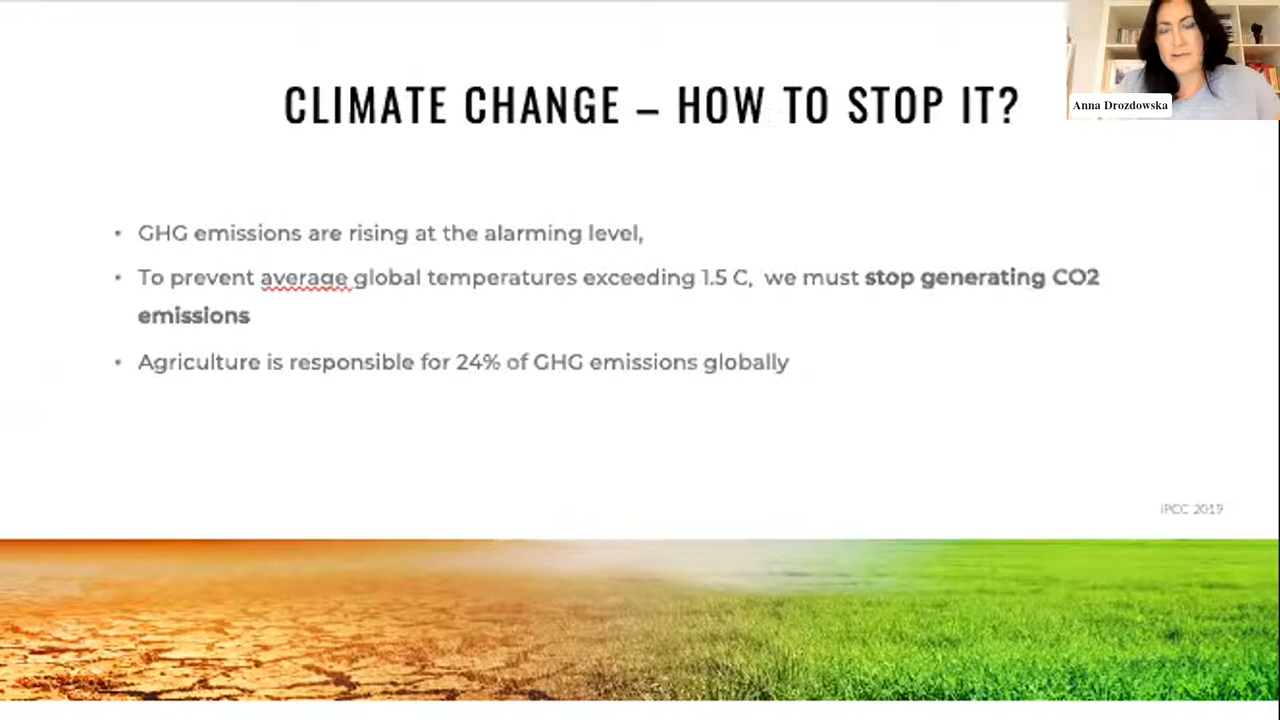 CLIMATE CHANGE – HOW TO STOP IT?
Anna Drozdowska
• GHG emissions are rising at the alarming level,
• To prevent average global temperatures exceeding 1.5 C, we must stop generating CO2
emissions
• Agriculture is responsible for 24% of GHG emissions globally
IPCC 2019